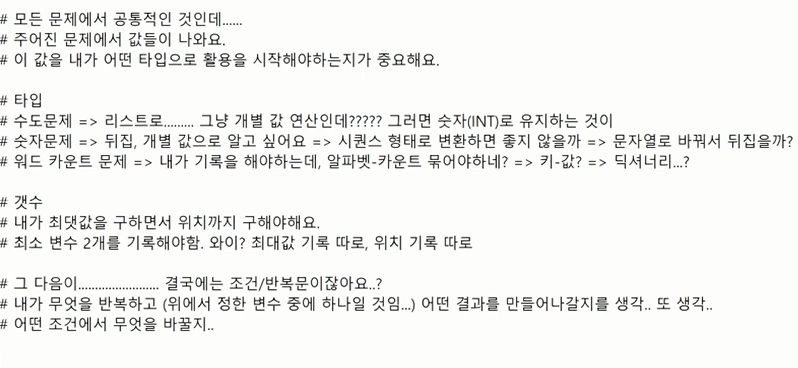 # 모든 문제에서 공통적인 것인데......
# 주어진 문제에서 값들이 나와요.
# 이 값을 내가 어떤 타입으로 활용을 시작해야하는지가 중요해요.
# 타입
# 수도문제 => 리스트로......... 그냥 개별 값 연산인데????? 그러면 숫자(INT)로 유지하는 것이
# 숫자문제 => 뒤집, 개별 값으로 알고 싶어요 => 시퀀스 형태로 변환하면 좋지 않을까 => 문자열로 바꿔서 뒤집을까?
# 워드 카운트 문제 => 내가 기록을 해야하는데, 알파벳-카운트 묶어야하네? => 키-값? => 딕셔너리...?
# 갯수
# 내가 최댓값을 구하면서 위치까지 구해야해요.
# 최소 변수 2개를 기록해야함. 와이? 최대값 기록 따로, 위치 기록 따로
# 그 다음이......................... 결국에는 조건/반복문이잖아요..?
# 내가 무엇을 반복하고 (위에서 정한 변수 중에 하나일 것임...) 어떤 결과를 만들어나갈지를 생각.. 또 생각..
# 어떤 조건에서 무엇을 바꿀지..